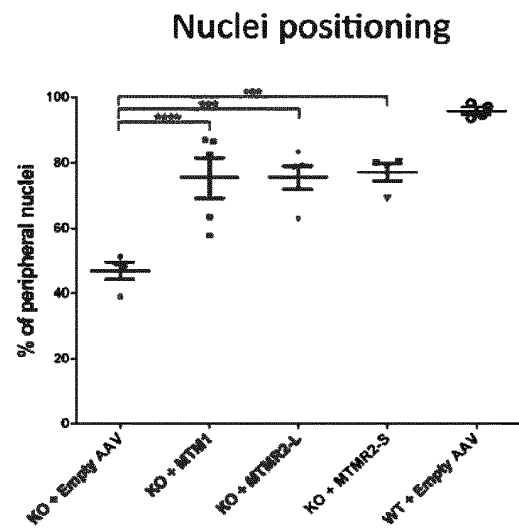 Nuclei positioning
***
***
****
% of peripheral nuclei
100
80
60
40
20
0
KO + Empty AAV
KO + MTM1
KO + MTMR2-L
KO + MTMR2-S
WT + Empty AAV